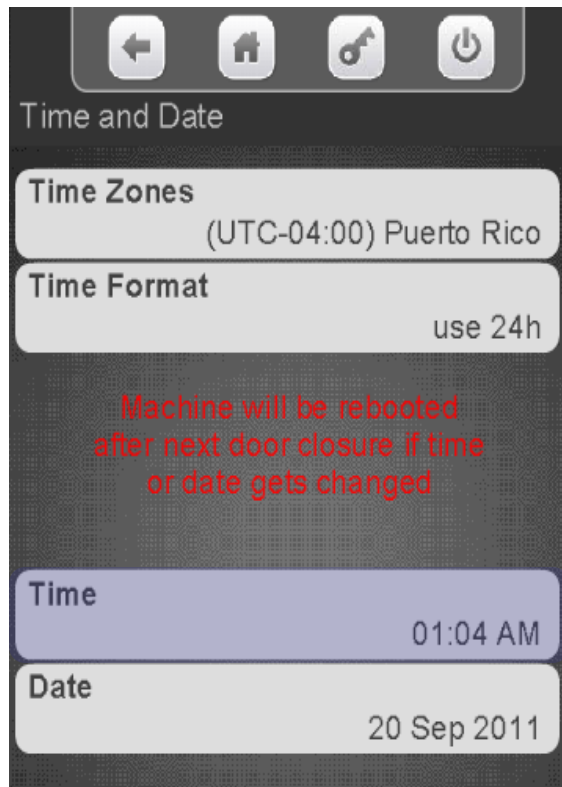 Time and Date
Time Zones
(UTC-04:00) Puerto Rico
Time Format
use 24h
Machine will be rebooted
after next door closure if time
or date gets changed
Time
01:04 AM
Date
20 Sep 2011